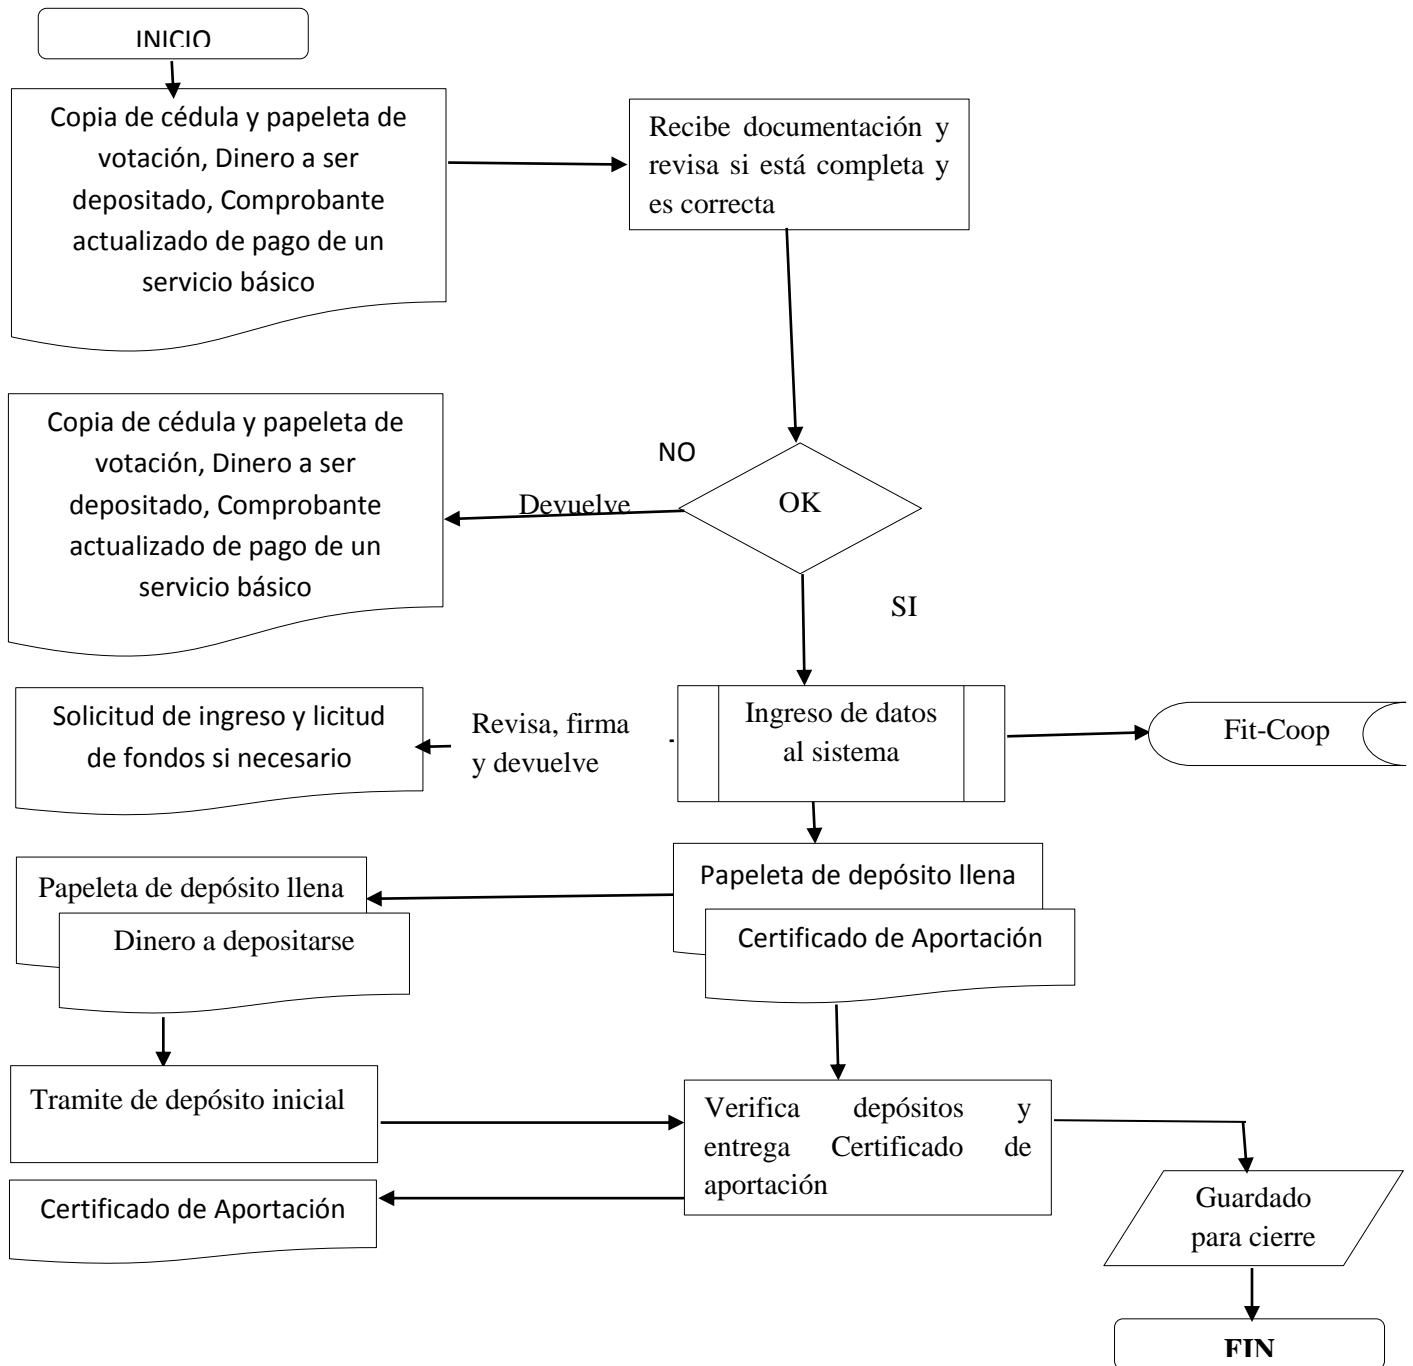 INICIO
Copia de cédula y papeleta de
votación, Dinero a ser
depositado, Comprobante
actualizado de pago de un
servicio básico
Recibe documentación y
revisa si está completa y
es correcta
Copia de cédula y papeleta de
votación, Dinero a ser
depositado, Comprobante
actualizado de pago de un
servicio básico
NO
Devuelve
OK
SI
Solicitud de ingreso y licitud
de fondos si necesario
Revisa, firma
y devuelve
Ingreso de datos
al sistema
Fit-Coop
Papeleta de depósito llena
Dinero a depositarse
Papeleta de depósito llena
Certificado de Aportación
Tramite de depósito inicial
Verifica depósitos y
entrega Certificado de
aportación
Certificado de Aportación
Guardado
para cierre
FIN